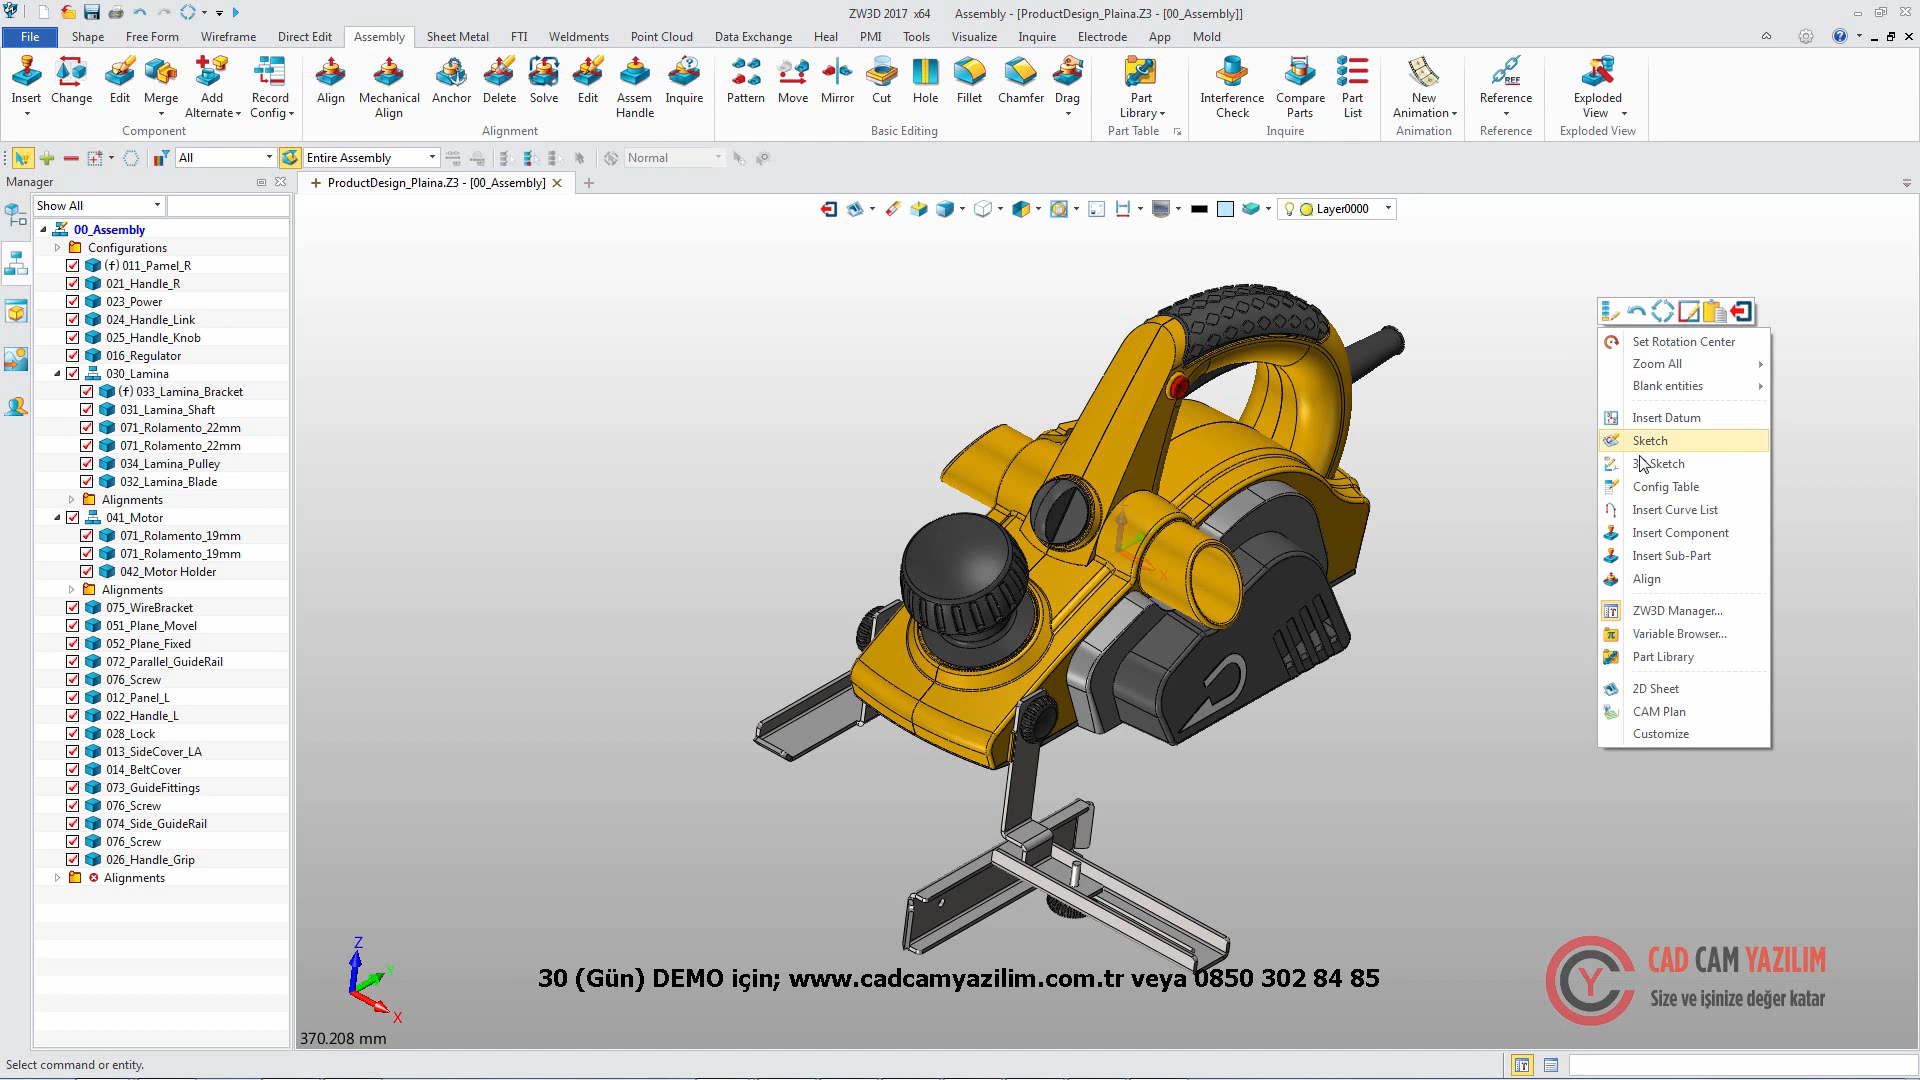 ZW3D 2017 x64 Assembly - [ProductDesign_Plaina.Z3 - [00_Assembly]]
File Shape Free Form Wireframe Direct Edit Assembly Sheet Metal FTI Weldments Point Cloud Data Exchange Heal PMI Tools Visualize Inquire Electrode App Mold
Insert Change Edit Merge Add Alternate Record Config Align Mechanical Align Anchor Delete Solve Edit Assem Handle Inquire Pattern Move Mirror Cut Hole Fillet Chamfer Drag Part Library Interference Check Compare Parts Part List New Animation Reference Exploded View
REF
Component Alignment Basic Editing Part Table Inquire Animation Reference Exploded View
All Entire Assembly Normal
Manager
ProductDesign_Plaina.Z3 - [00_Assembly]
Show All
Layer0000
00_Assembly
Configurations
(f) 011_Pamel_R
021_Handle_R
023_Power
024_Handle_Link
025_Handle_Knob
016_Regulator
030_Lamina
(f) 033_Lamina_Bracket
031_Lamina_Shaft
071_Rolamento_22mm
071_Rolamento_22mm
034_Lamina_Pulley
032_Lamina_Blade
Alignments
041_Motor
071_Rolamento_19mm
071_Rolamento_19mm
042_Motor Holder
Alignments
075_WireBracket
051_Plane_Movel
052_Plane_Fixed
072_Parallel_GuideRail
076_Screw
012_Panel_L
022_Handle_L
028_Lock
013_SideCover_LA
014_BeltCover
073_GuideFittings
076_Screw
074_Side_GuideRail
076_Screw
026_Handle_Grip
Alignments
Set Rotation Center
Zoom All
Blank entities
Insert Datum
Sketch
Sketch
Config Table
Insert Curve List
Insert Component
Insert Sub-Part
Align
ZW3D Manager...
Variable Browser...
Part Library
2D Sheet
CAM Plan
Customize
X
Z
Y
X
370.208 mm
30 (Gün) DEMO için; www.cadcamyazilim.com.tr veya 0850 302 84 85
CAD CAM YAZILIM
Size ve işinize değer katar
Select command or entity.